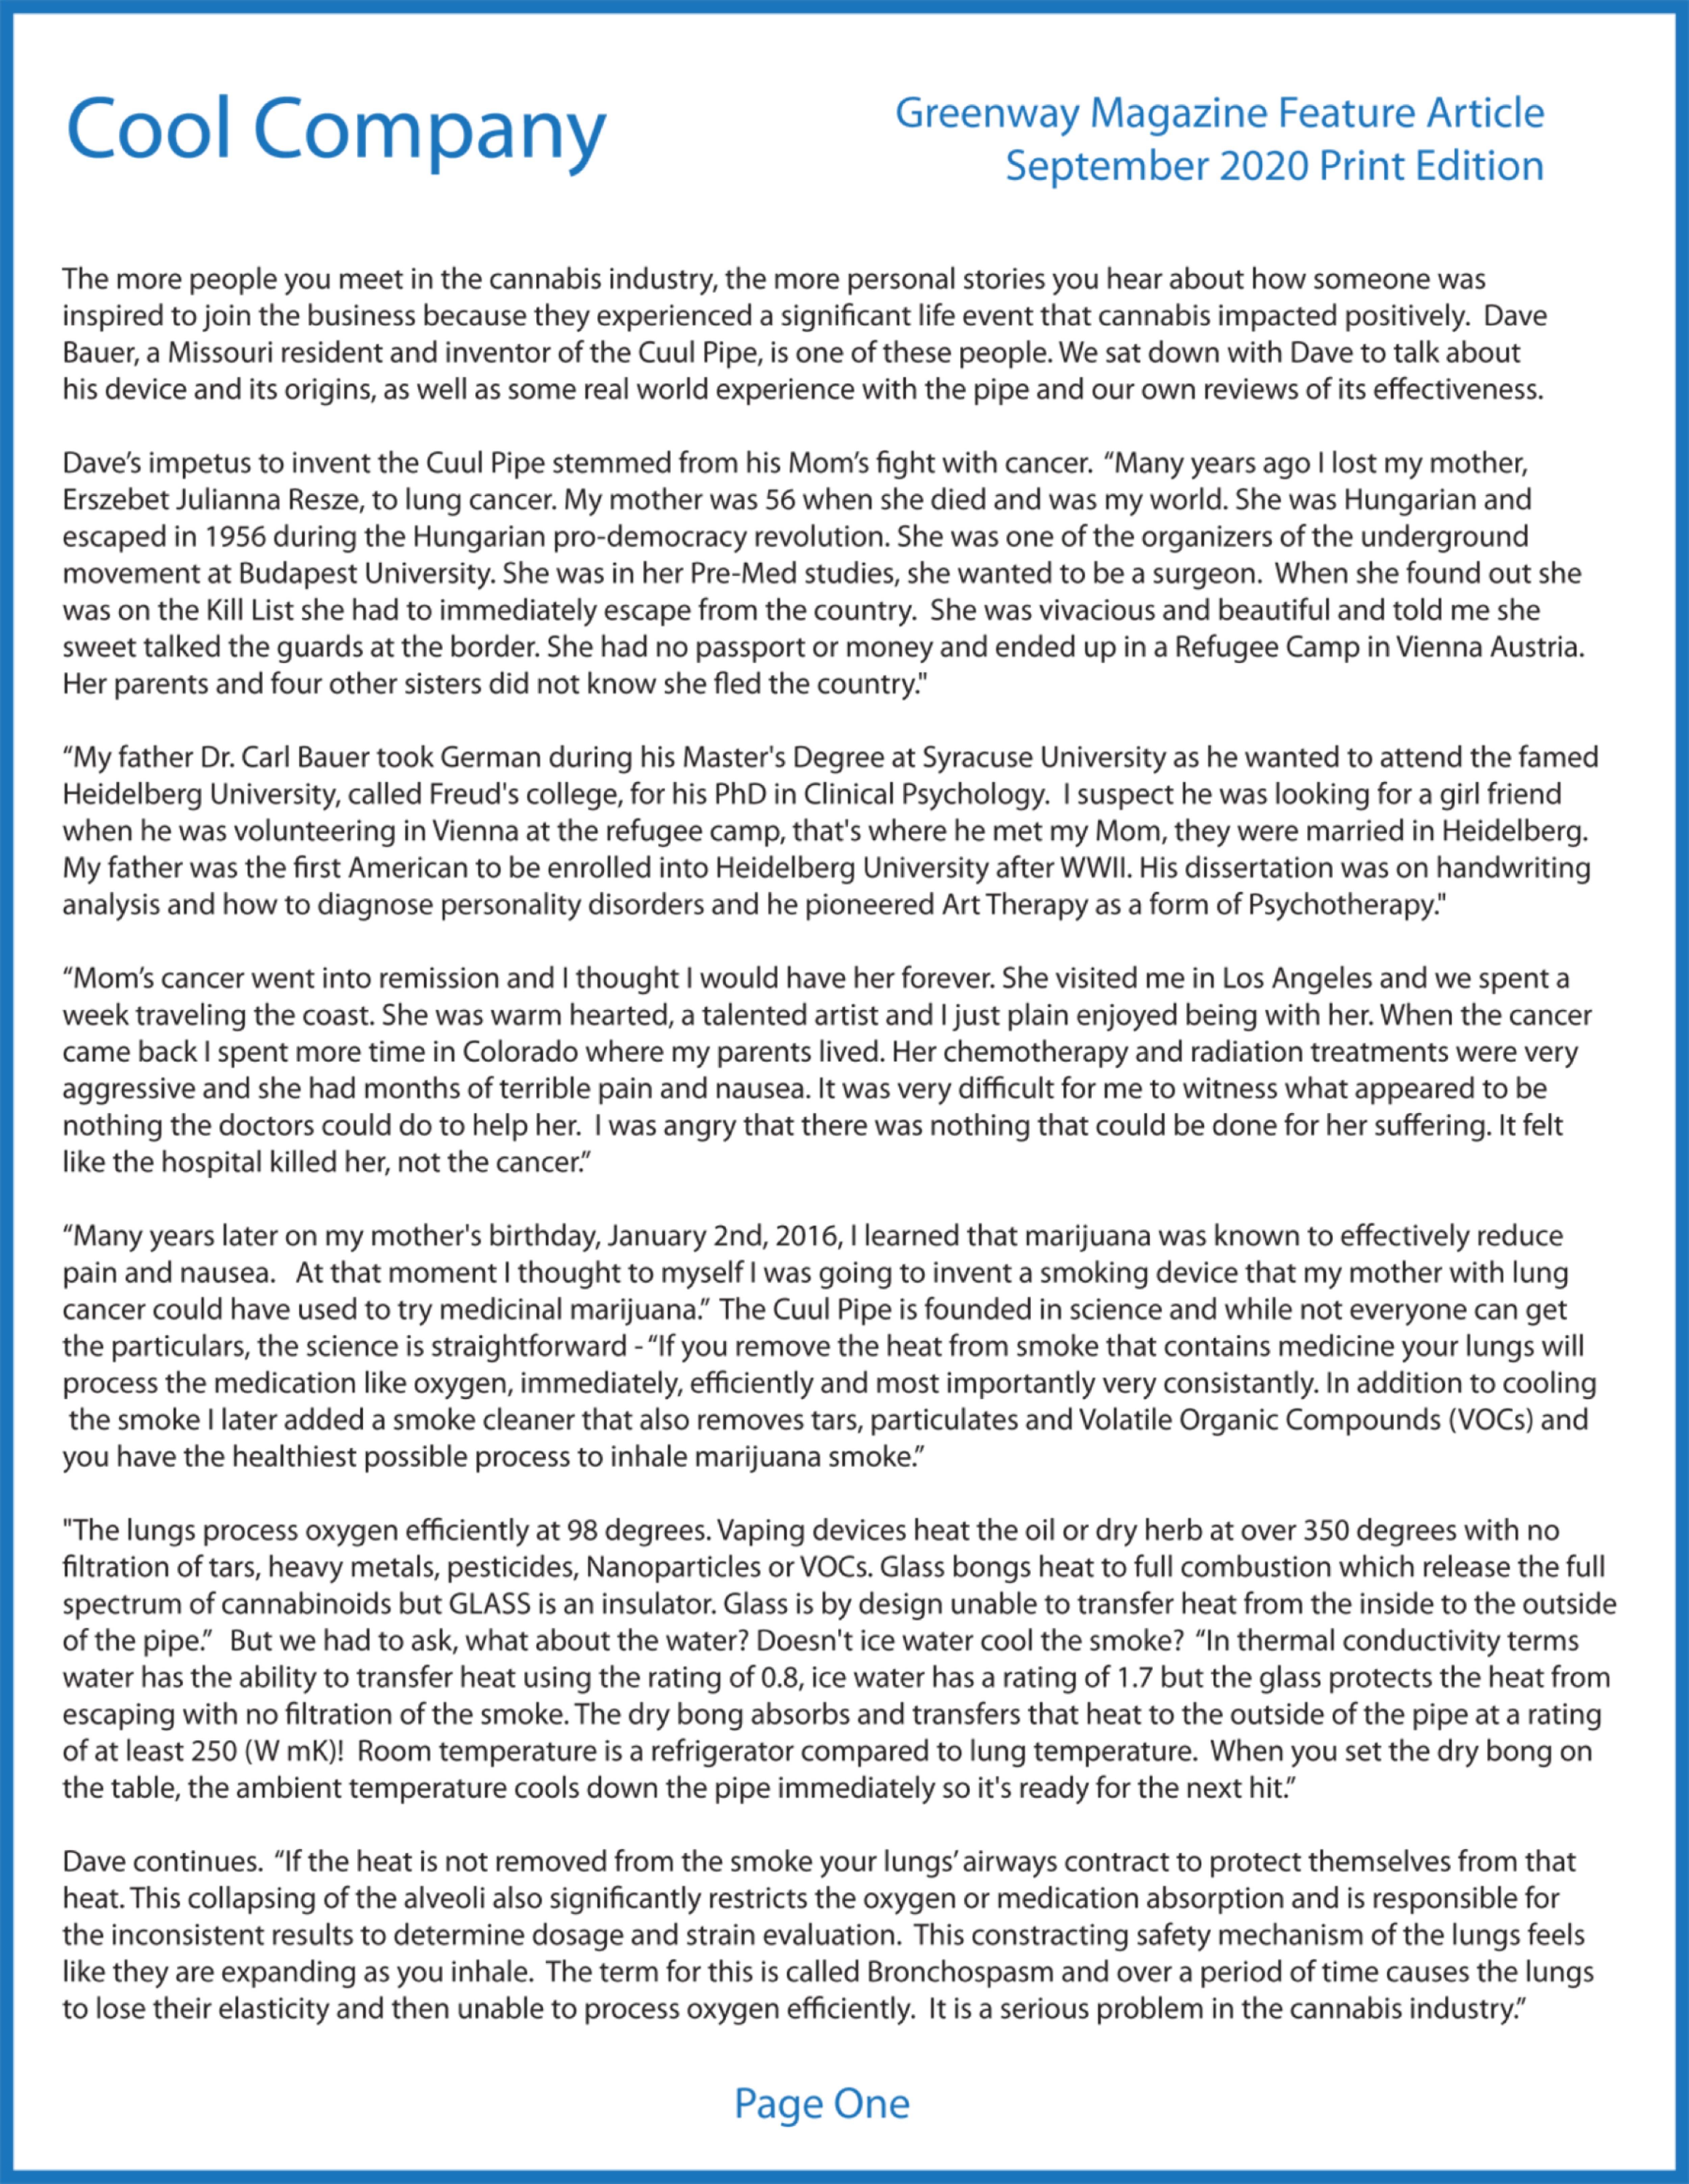 Cool Company
Greenway Magazine Feature Article
September 2020 Print Edition
The more people you meet in the cannabis industry, the more personal stories you hear about how someone was
inspired to join the business because they experienced a significant life event that cannabis impacted positively.  Dave
Bauer, a Missouri resident and inventor of the Cuul Pipe, is one of these people. We sat down with Dave to talk about
his device and its origins, as well as some real world experience with the pipe and our own reviews of its effectiveness.
Dave’s impetus to invent the Cuul Pipe stemmed from his Mom’s fight with cancer.  “Many years ago I lost my mother,
Erszebet Julianna Resze, to lung cancer. My mother was 56 when she died and was my world. She was Hungarian and
escaped in 1956 during the Hungarian pro-democracy revolution. She was one of the organizers of the underground
movement at Budapest University. She was in her Pre-Med studies, she wanted to be a surgeon.  When she found out she
was on the Kill List she had to immediately escape from the country.  She was vivacious and beautiful and told me she
sweet talked the guards at the border. She had no passport or money and ended up in a Refugee Camp in Vienna Austria.
Her parents and four other sisters did not know she fled the country."
“My father Dr. Carl Bauer took German during his Master's Degree at Syracuse University as he wanted to attend the famed
Heidelberg University, called Freud's college, for his PhD in Clinical Psychology.  I suspect he was looking for a girl friend
when he was volunteering in Vienna at the refugee camp, that's where he met my Mom, they were married in Heidelberg.
My father was the first American to be enrolled into Heidelberg University after WWII. His dissertation was on handwriting
analysis and how to diagnose personality disorders and he pioneered Art Therapy as a form of Psychotherapy."
“Mom’s cancer went into remission and I thought I would have her forever. She visited me in Los Angeles and we spent a
week traveling the coast. She was warm hearted, a talented artist and I just plain enjoyed being with her. When the cancer
came back I spent more time in Colorado where my parents lived. Her chemotherapy and radiation treatments were very
aggressive and she had months of terrible pain and nausea. It was very difficult for me to witness what appeared to be
nothing the doctors could do to help her.  I was angry that there was nothing that could be done for her suffering. It felt
like the hospital killed her, not the cancer.”
“Many years later on my mother's birthday, January 2nd, 2016, I learned that marijuana was known to effectively reduce
pain and nausea.   At that moment I thought to myself I was going to invent a smoking device that my mother with lung
cancer could have used to try medicinal marijuana.”  The Cuul Pipe is founded in science and while not everyone can get
the particulars, the science is straightforward - “If you remove the heat from smoke that contains medicine your lungs will
process the medication like oxygen, immediately, efficiently and most importantly very consistantly. In addition to cooling
the smoke I later added a smoke cleaner that also removes tars, particulates and Volatile Organic Compounds (VOCs) and
you have the healthiest possible process to inhale marijuana smoke.”
"The lungs process oxygen efficiently at 98 degrees. Vaping devices heat the oil or dry herb at over 350 degrees with no
filtration of tars, heavy metals, pesticides, Nanoparticles or VOCs. Glass bongs heat to full combustion which release the full
spectrum of cannabinoids but GLASS is an insulator. Glass is by design unable to transfer heat from the inside to the outside
of the pipe.”  But we had to ask, what about the water? Doesn't ice water cool the smoke?  “In thermal conductivity terms
water has the ability to transfer heat using the rating of 0.8, ice water has a rating of 1.7 but the glass protects the heat from
escaping with no filtration of the smoke. The dry bong absorbs and transfers that heat to the outside of the pipe at a rating
of at least 250 (W mK)!  Room temperature is a refrigerator compared to lung temperature.  When you set the dry bong on
the table, the ambient temperature cools down the pipe immediately so it's ready for the next hit.”
Dave continues.  “If the heat is not removed from the smoke your lungs’ airways contract to protect themselves from that
heat. This collapsing of the alveoli also significantly restricts the oxygen or medication absorption and is responsible for
the inconsistent results to determine dosage and strain evaluation.  This constracting safety mechanism of the lungs feels
like they are expanding as you inhale.  The term for this is called Bronchospasm and over a period of time causes the lungs
to lose their elasticity and then unable to process oxygen efficiently.  It is a serious problem in the cannabis industry.”
Page One